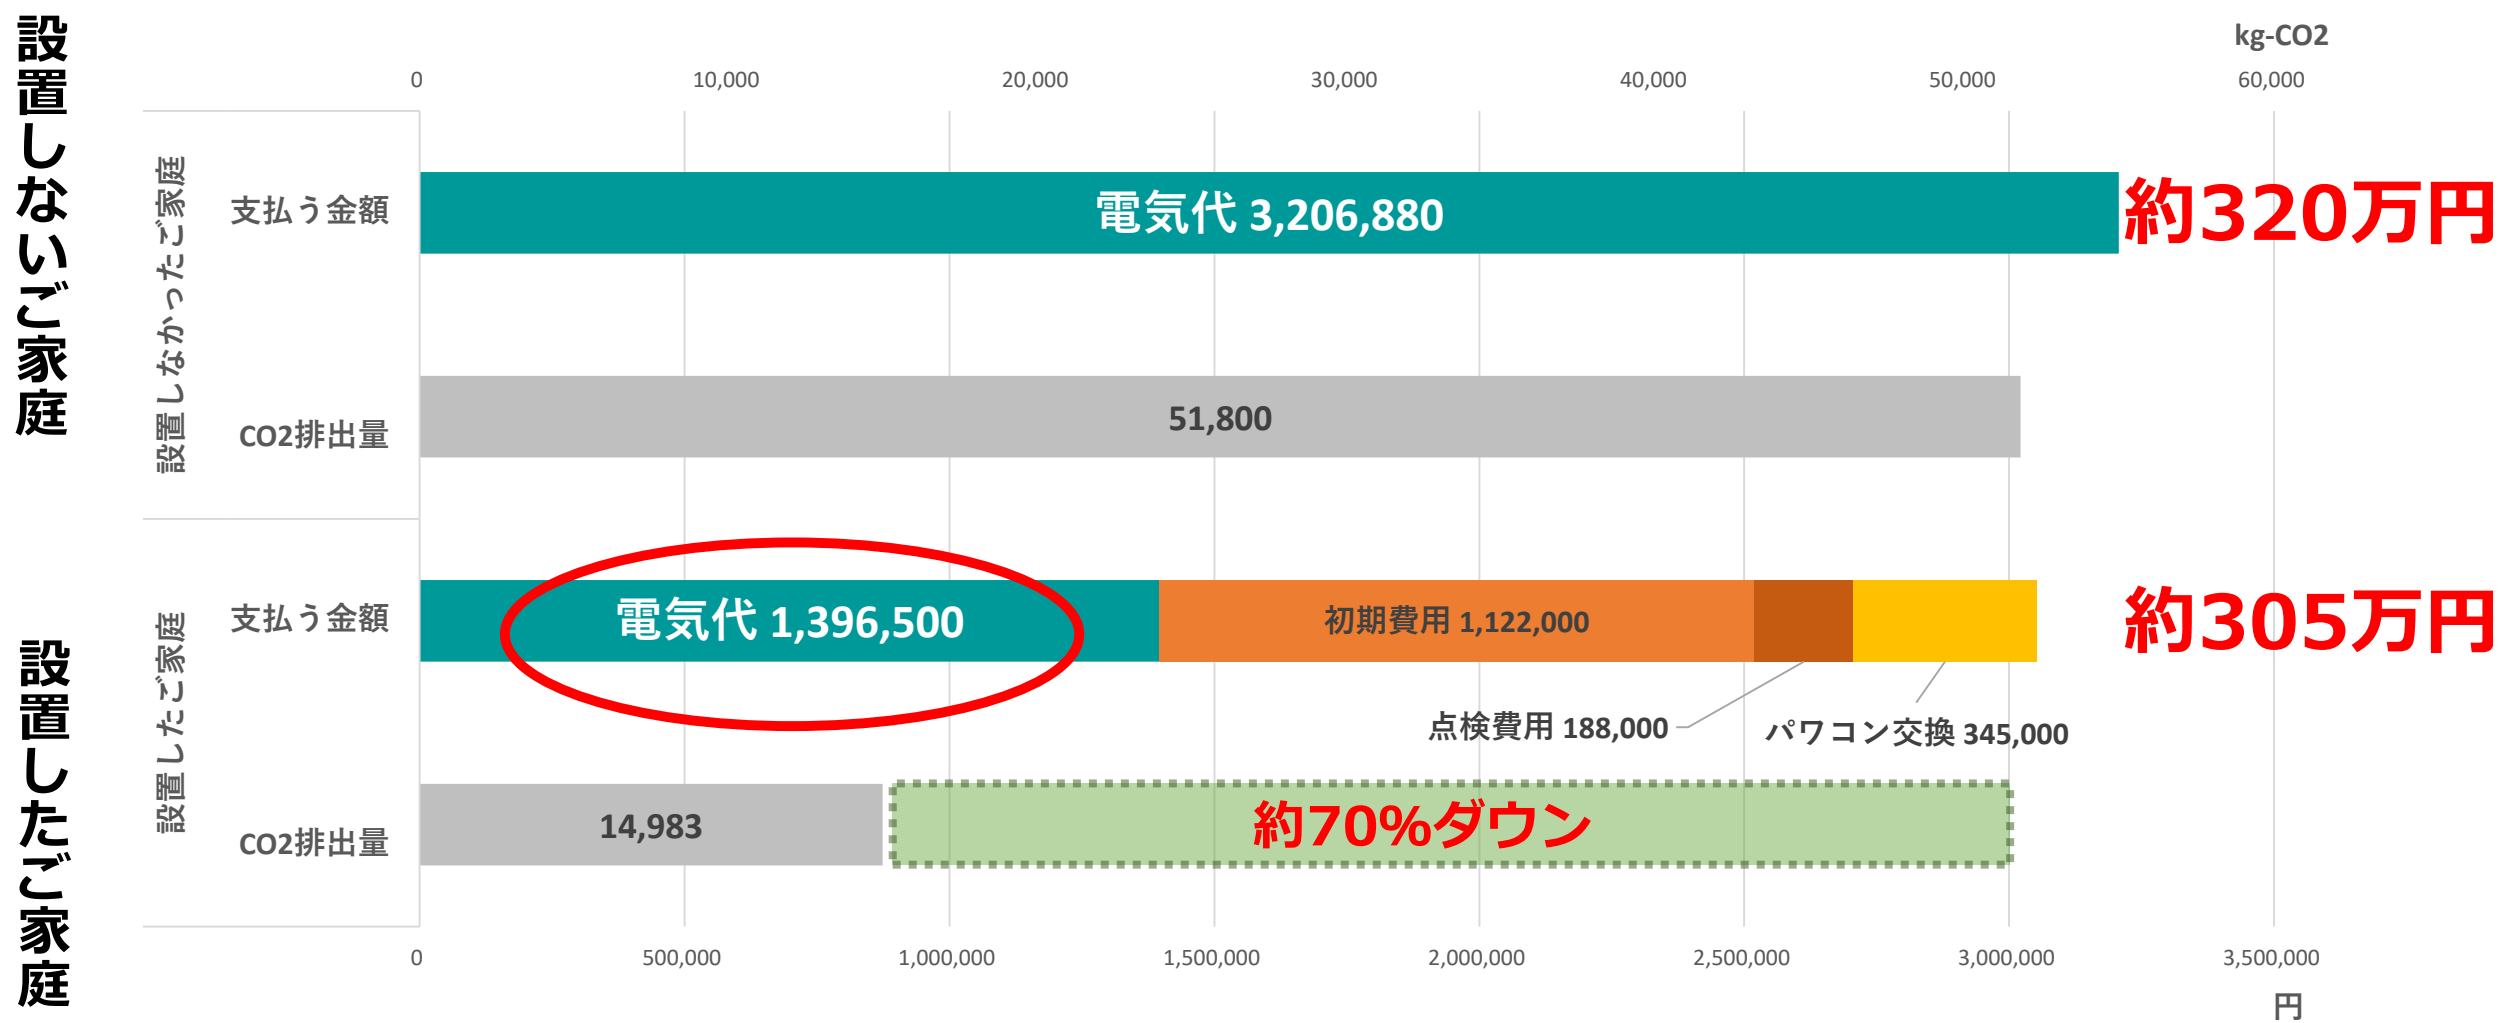 設置しないご家庭
kg-CO2
0 10,000 20,000 30,000 40,000 50,000 60,000
設置しなかったご家庭
支払う金額
電気代 3,206,880
約320万円
CO2排出量
51,800
設置したご家庭
設置したご家庭
支払う金額
電気代 1,396,500
初期費用 1,122,000
約305万円
点検費用 188,000
パワコン交換 345,000
CO2排出量
14,983
約70%ダウン
0 500,000 1,000,000 1,500,000 2,000,000 2,500,000 3,000,000 3,500,000
円